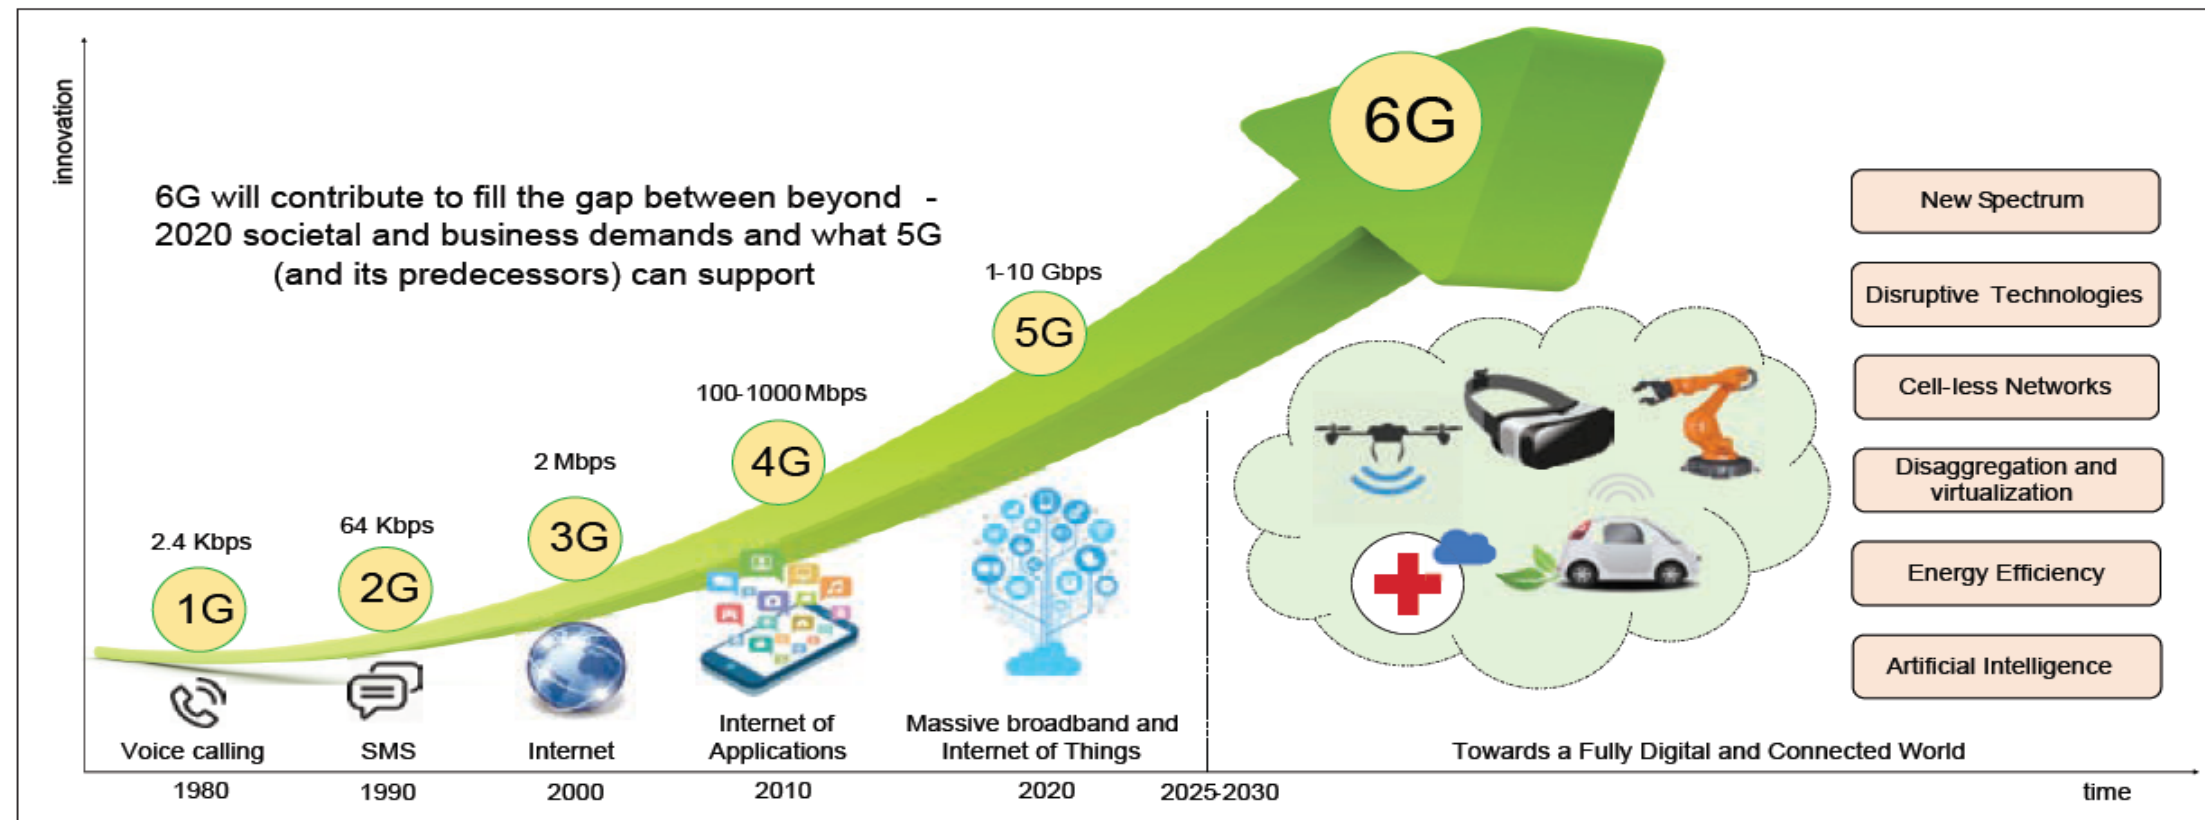 innovation
6G will contribute to fill the gap between beyond -
2020 societal and business demands and what 5G
(and its predecessors) can support
2.4 Kbps
1G
64 Kbps
2G
2 Mbps
3G
100-1000 Mbps
4G
1-10 Gbps
5G
6G
New Spectrum
Disruptive Technologies
Cell-less Networks
Disaggregation and
virtualization
Energy Efficiency
Artificial Intelligence
Voice calling
SMS
Internet
Internet of
Applications
Massive broadband and
Internet of Things
Towards a Fully Digital and Connected World
1980
1990
2000
2010
2020
2025-2030
time